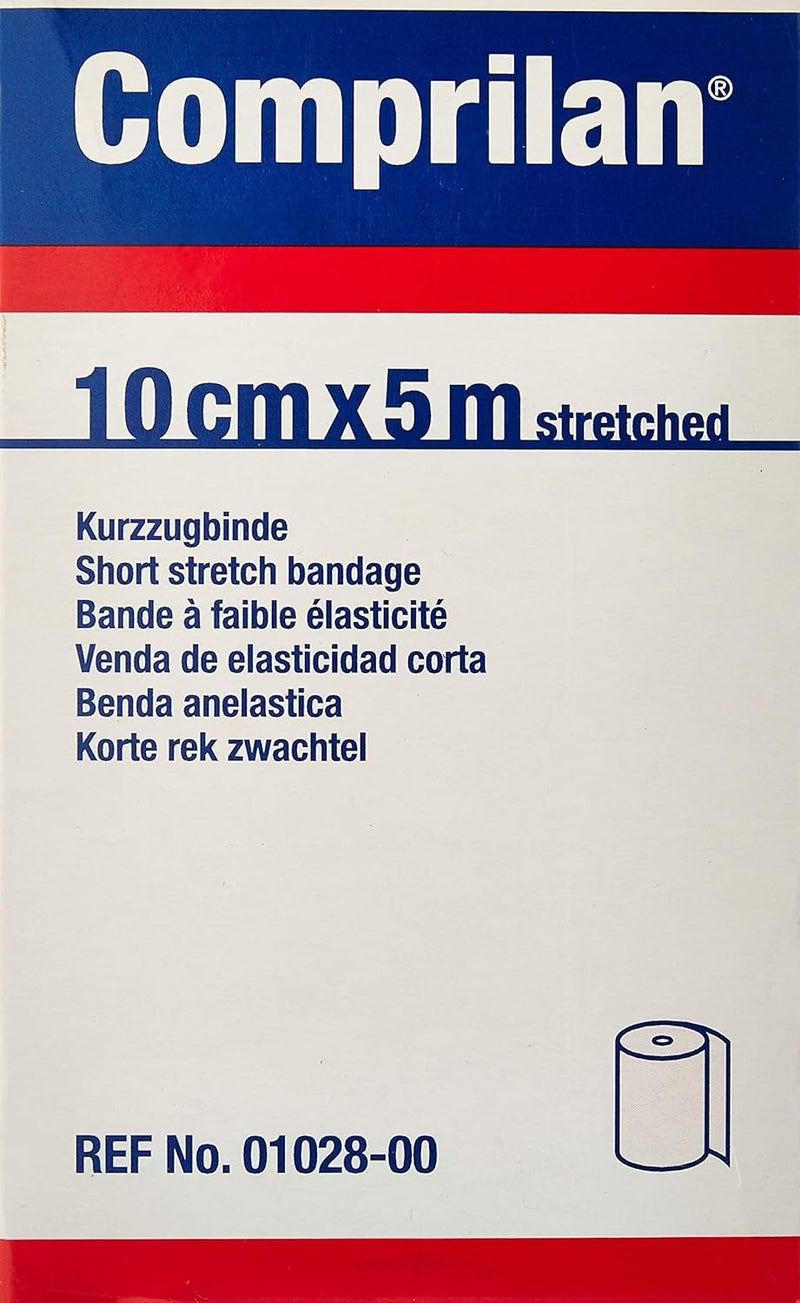 Comprilan®
10 cm x 5 m stretched
Kurzzugbinde
Short stretch bandage
Bande à faible élasticité
Venda de elasticidad corta
Benda anelastica
Korte rek zwachtel
REF No. 01028-00